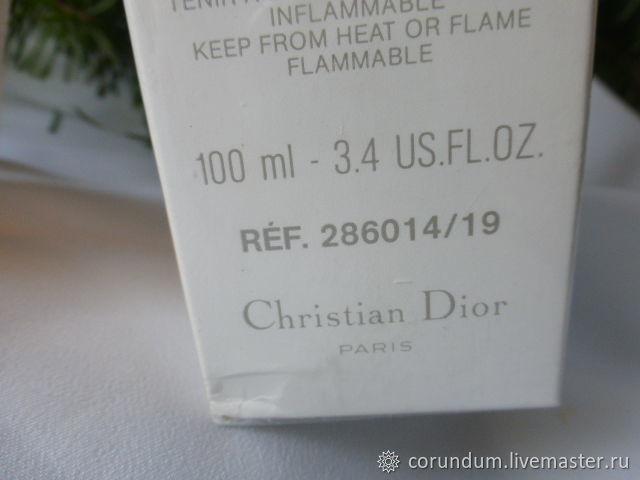 INFLAMMABLE
KEEP FROM HEAT OR FLAME
FLAMMABLE
100 ml - 3.4 US.FL.OZ.
RÉF. 286014/19
Christian Dior
PARIS
corundum.livemaster.ru